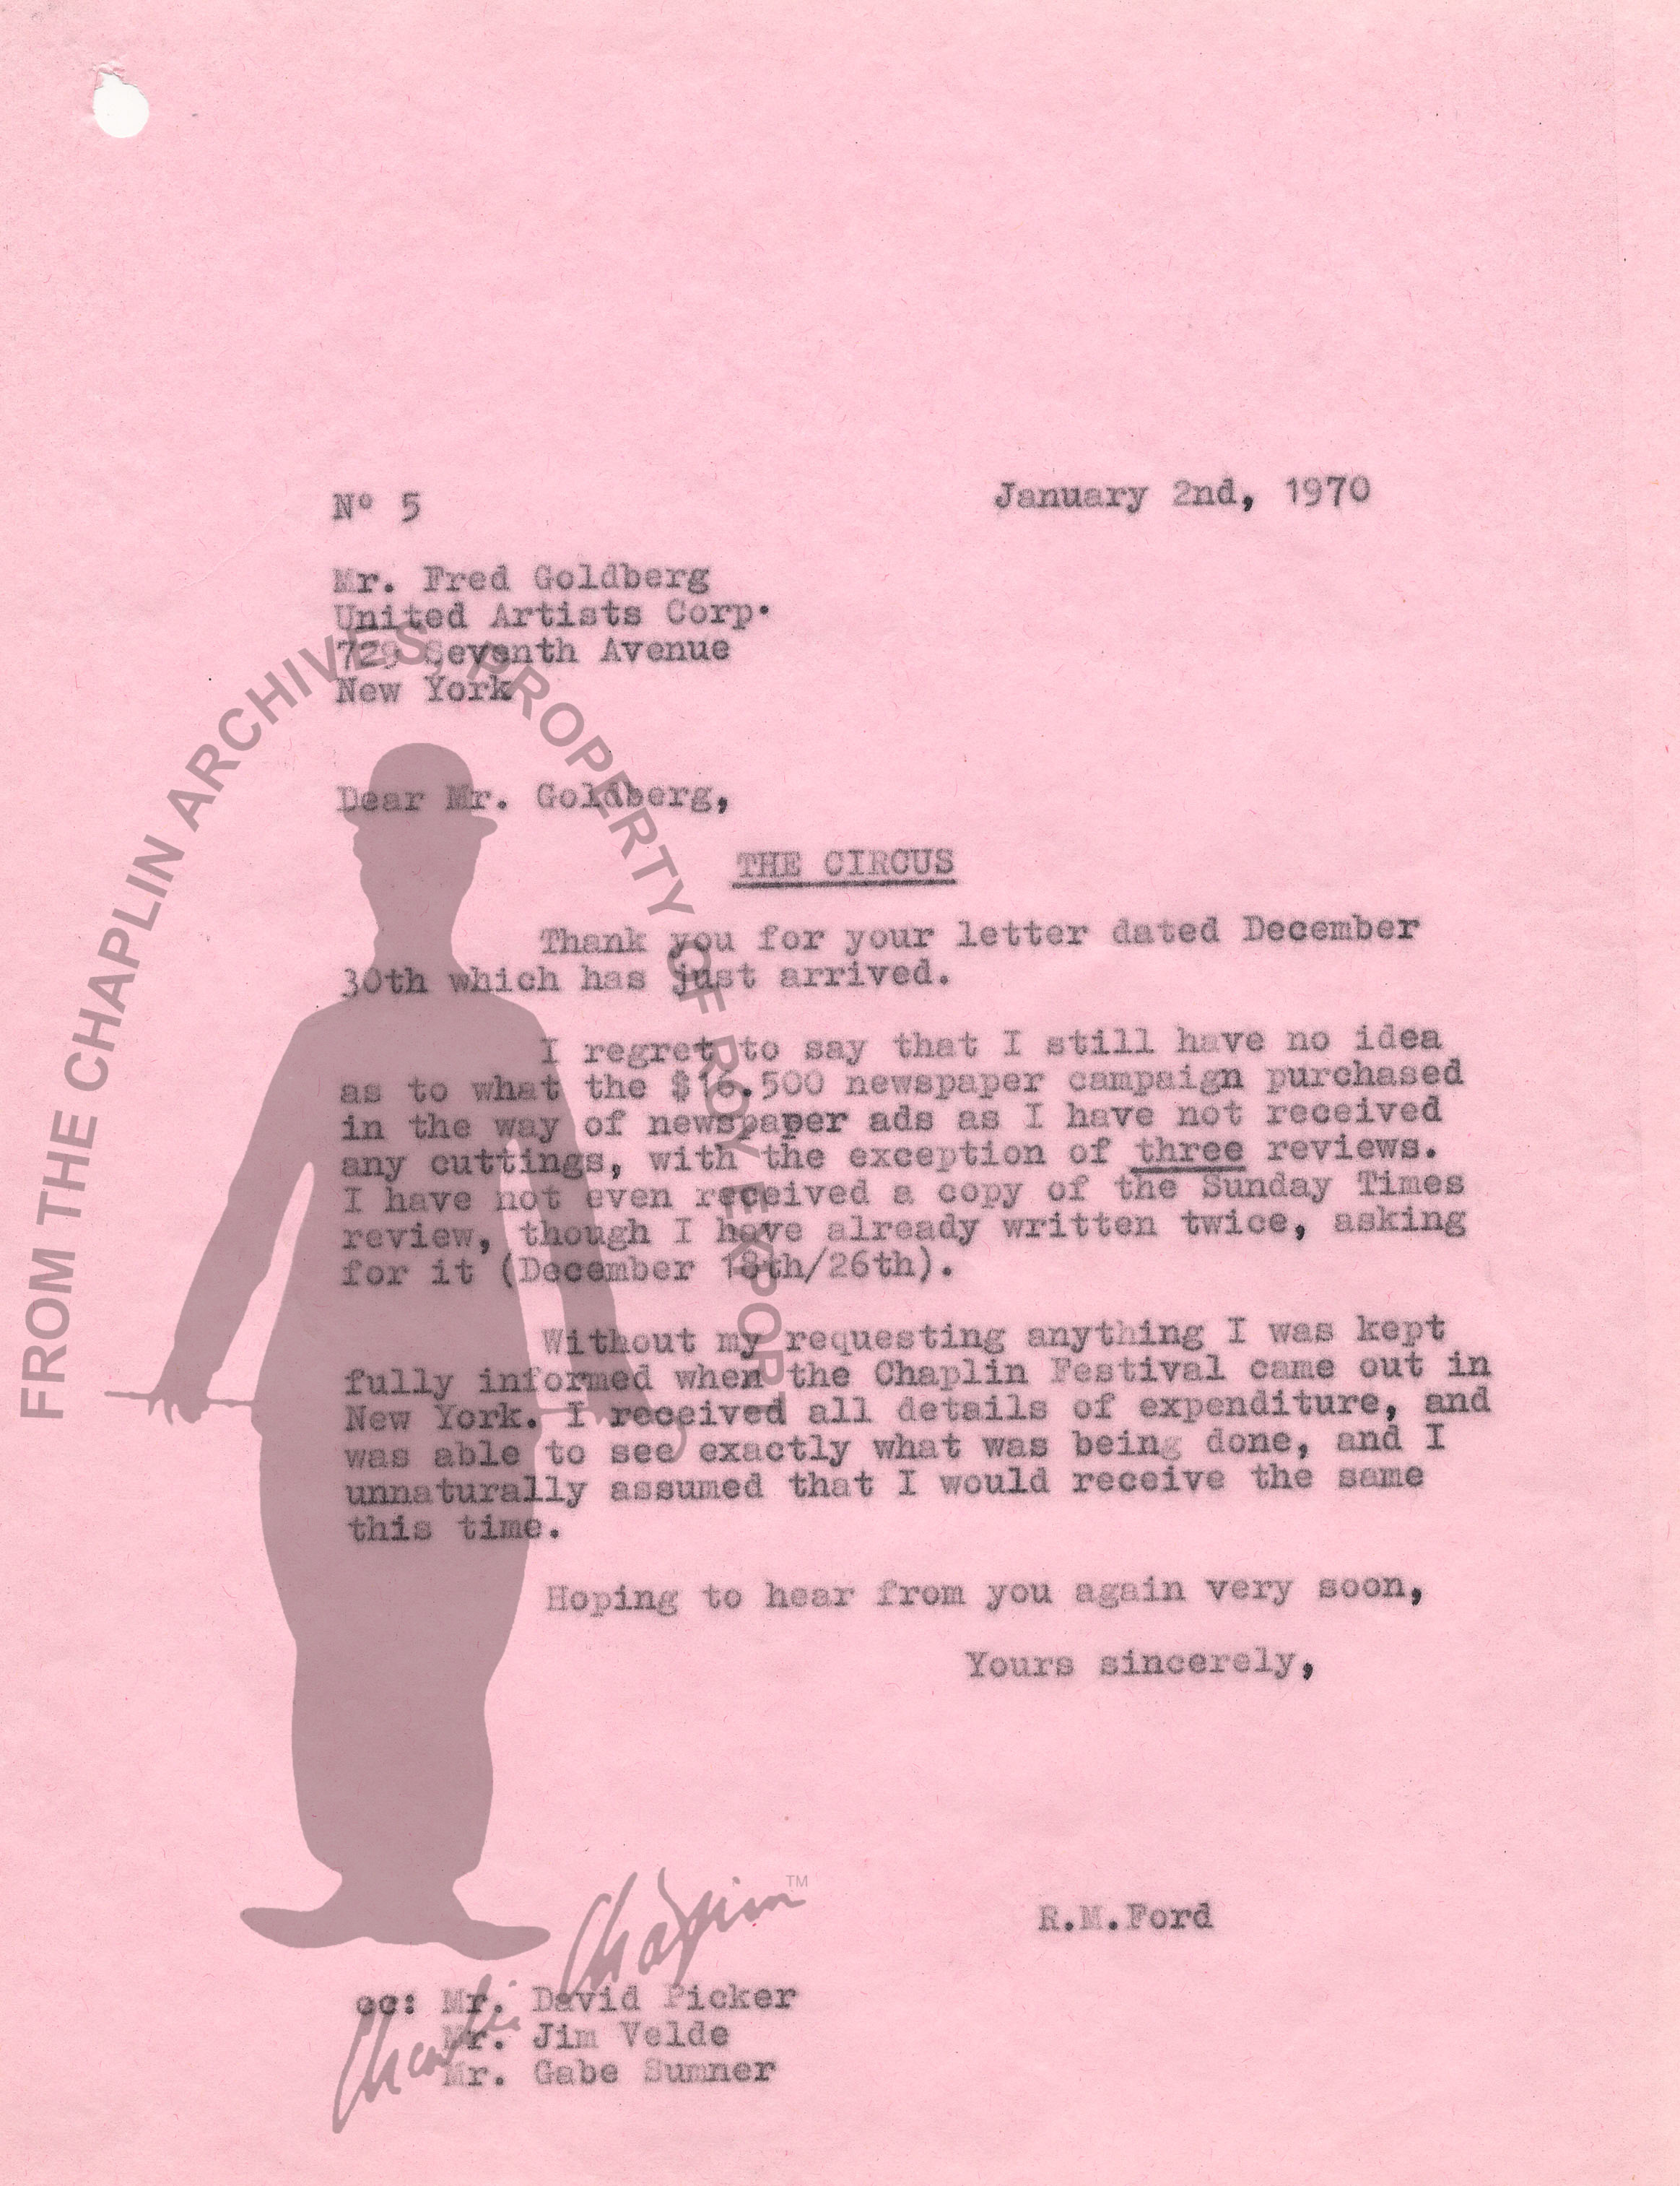 Nº 5
January 2nd, 1970
Mr. Fred Goldberg
United Artists Corp.
729 Seventh Avenue
New York
Dear Mr. Goldberg,
THE CIRCUS
Thank you for your letter dated December
30th which has just arrived.
I regret to say that I still have no idea
as to what the $16.500 newspaper campaign purchased
in the way of newspaper ads as I have not received
any cuttings, with the exception of three reviews.
I have not even received a copy of the Sunday Times
review, though I have already written twice, asking
for it (December 18th/26th).
Without my requesting anything I was kept
fully informed when the Chaplin Festival came out in
New York. I received all details of expenditure, and
was able to see exactly what was being done, and I
unnaturally assumed that I would receive the same
this time.
Hoping to hear from you again very soon,
Yours sincerely,
R.M.Ford
cc: Mr. David Picker
Mr. Jim Velde
Mr. Gabe Sumner
FROM THE CHAPLIN ARCHIVES, PROPERTY OF ROY EXPORT
Charlie Chaplin™